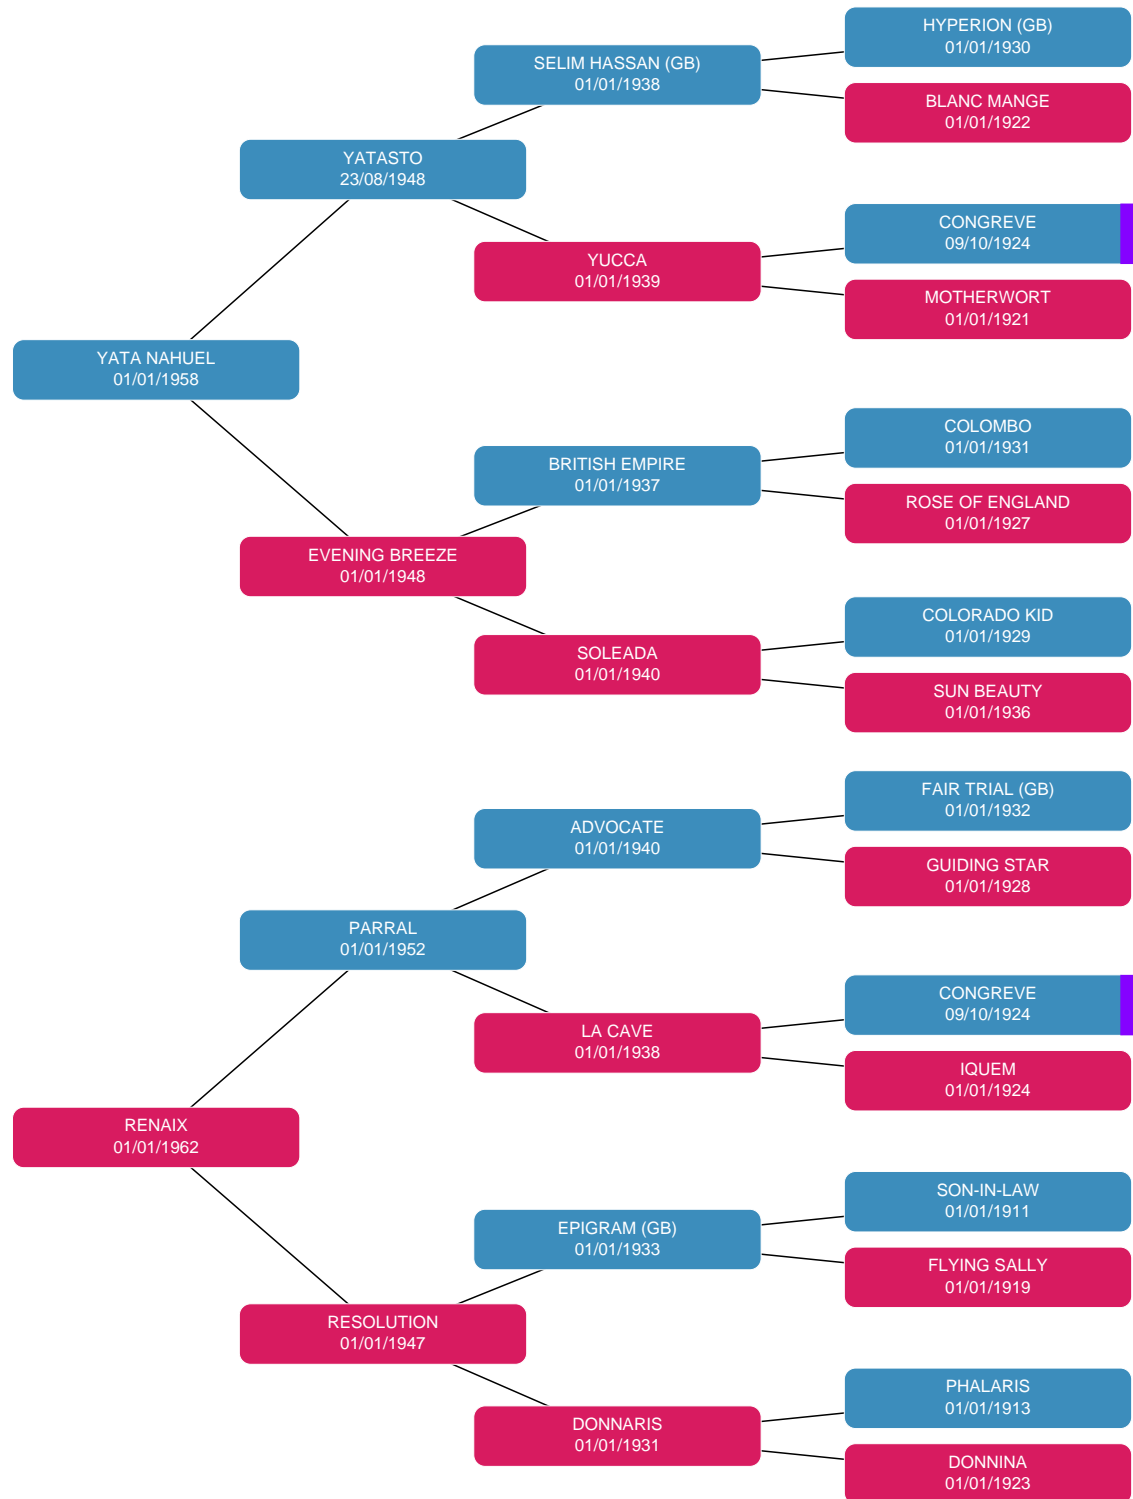 HYPERION (GB)
01/01/1930
SELIM HASSAN (GB)
01/01/1938
BLANC MANGE
01/01/1922
YATASTO
23/08/1948
CONGREVE
09/10/1924
YUCCA
01/01/1939
MOTHERWORT
01/01/1921
YATA NAHUEL
01/01/1958
COLOMBO
01/01/1931
BRITISH EMPIRE
01/01/1937
ROSE OF ENGLAND
01/01/1927
EVENING BREEZE
01/01/1948
COLORADO KID
01/01/1929
SOLEADA
01/01/1940
SUN BEAUTY
01/01/1936
FAIR TRIAL (GB)
01/01/1932
ADVOCATE
01/01/1940
GUIDING STAR
01/01/1928
PARRAL
01/01/1952
CONGREVE
09/10/1924
LA CAVE
01/01/1938
IQUEM
01/01/1924
RENAIX
01/01/1962
SON-IN-LAW
01/01/1911
EPIGRAM (GB)
01/01/1933
FLYING SALLY
01/01/1919
RESOLUTION
01/01/1947
PHALARIS
01/01/1913
DONNARIS
01/01/1931
DONNINA
01/01/1923